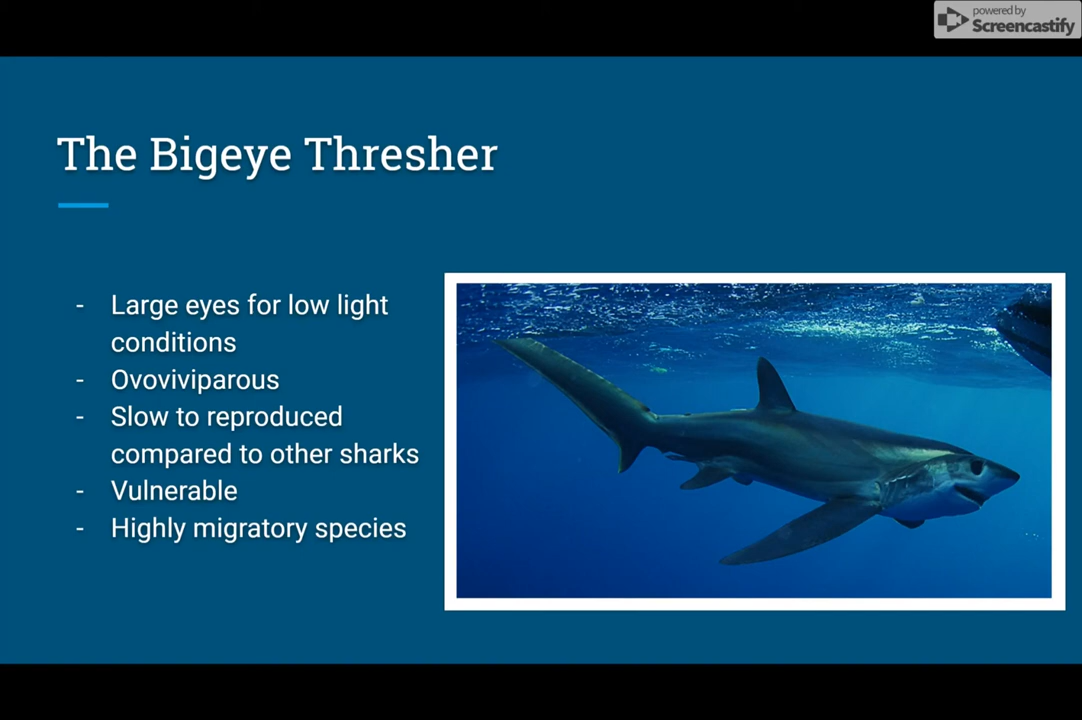 powered by
Screencastify
The Bigeye Thresher
- Large eyes for low light
conditions
- Ovoviviparous
- Slow to reproduced
compared to other sharks
- Vulnerable
- Highly migratory species